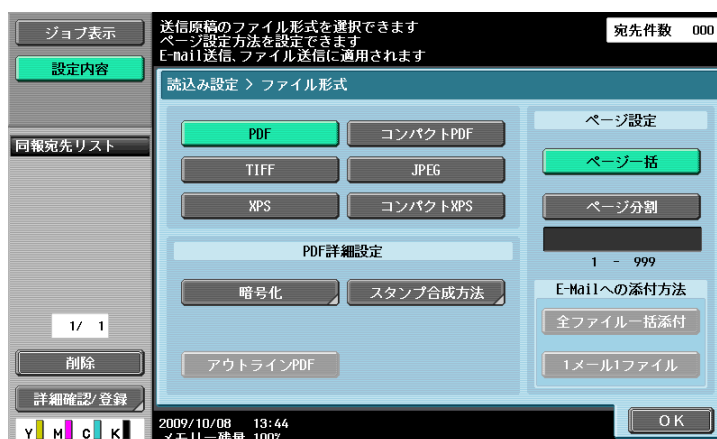 ジョブ表示
設定内容
同報宛先リスト
1/ 1
削除
詳細確認/登録
Y M C K
送信原稿のファイル形式を選択できます
ページ設定方法を設定できます
E-mail送信、ファイル送信に適用されます
宛先件数 000
読込み設定 > ファイル形式
PDF コンパクトPDF
TIFF JPEG
XPS コンパクトXPS
PDF詳細設定
暗号化 スタンプ合成方法
アウトラインPDF
ページ設定
ページ一括
ページ分割
1 - 999
E-Mailへの添付方法
全ファイル一括添付
1メール1ファイル
2009/10/08 13:44
メモリー残量 100%
OK